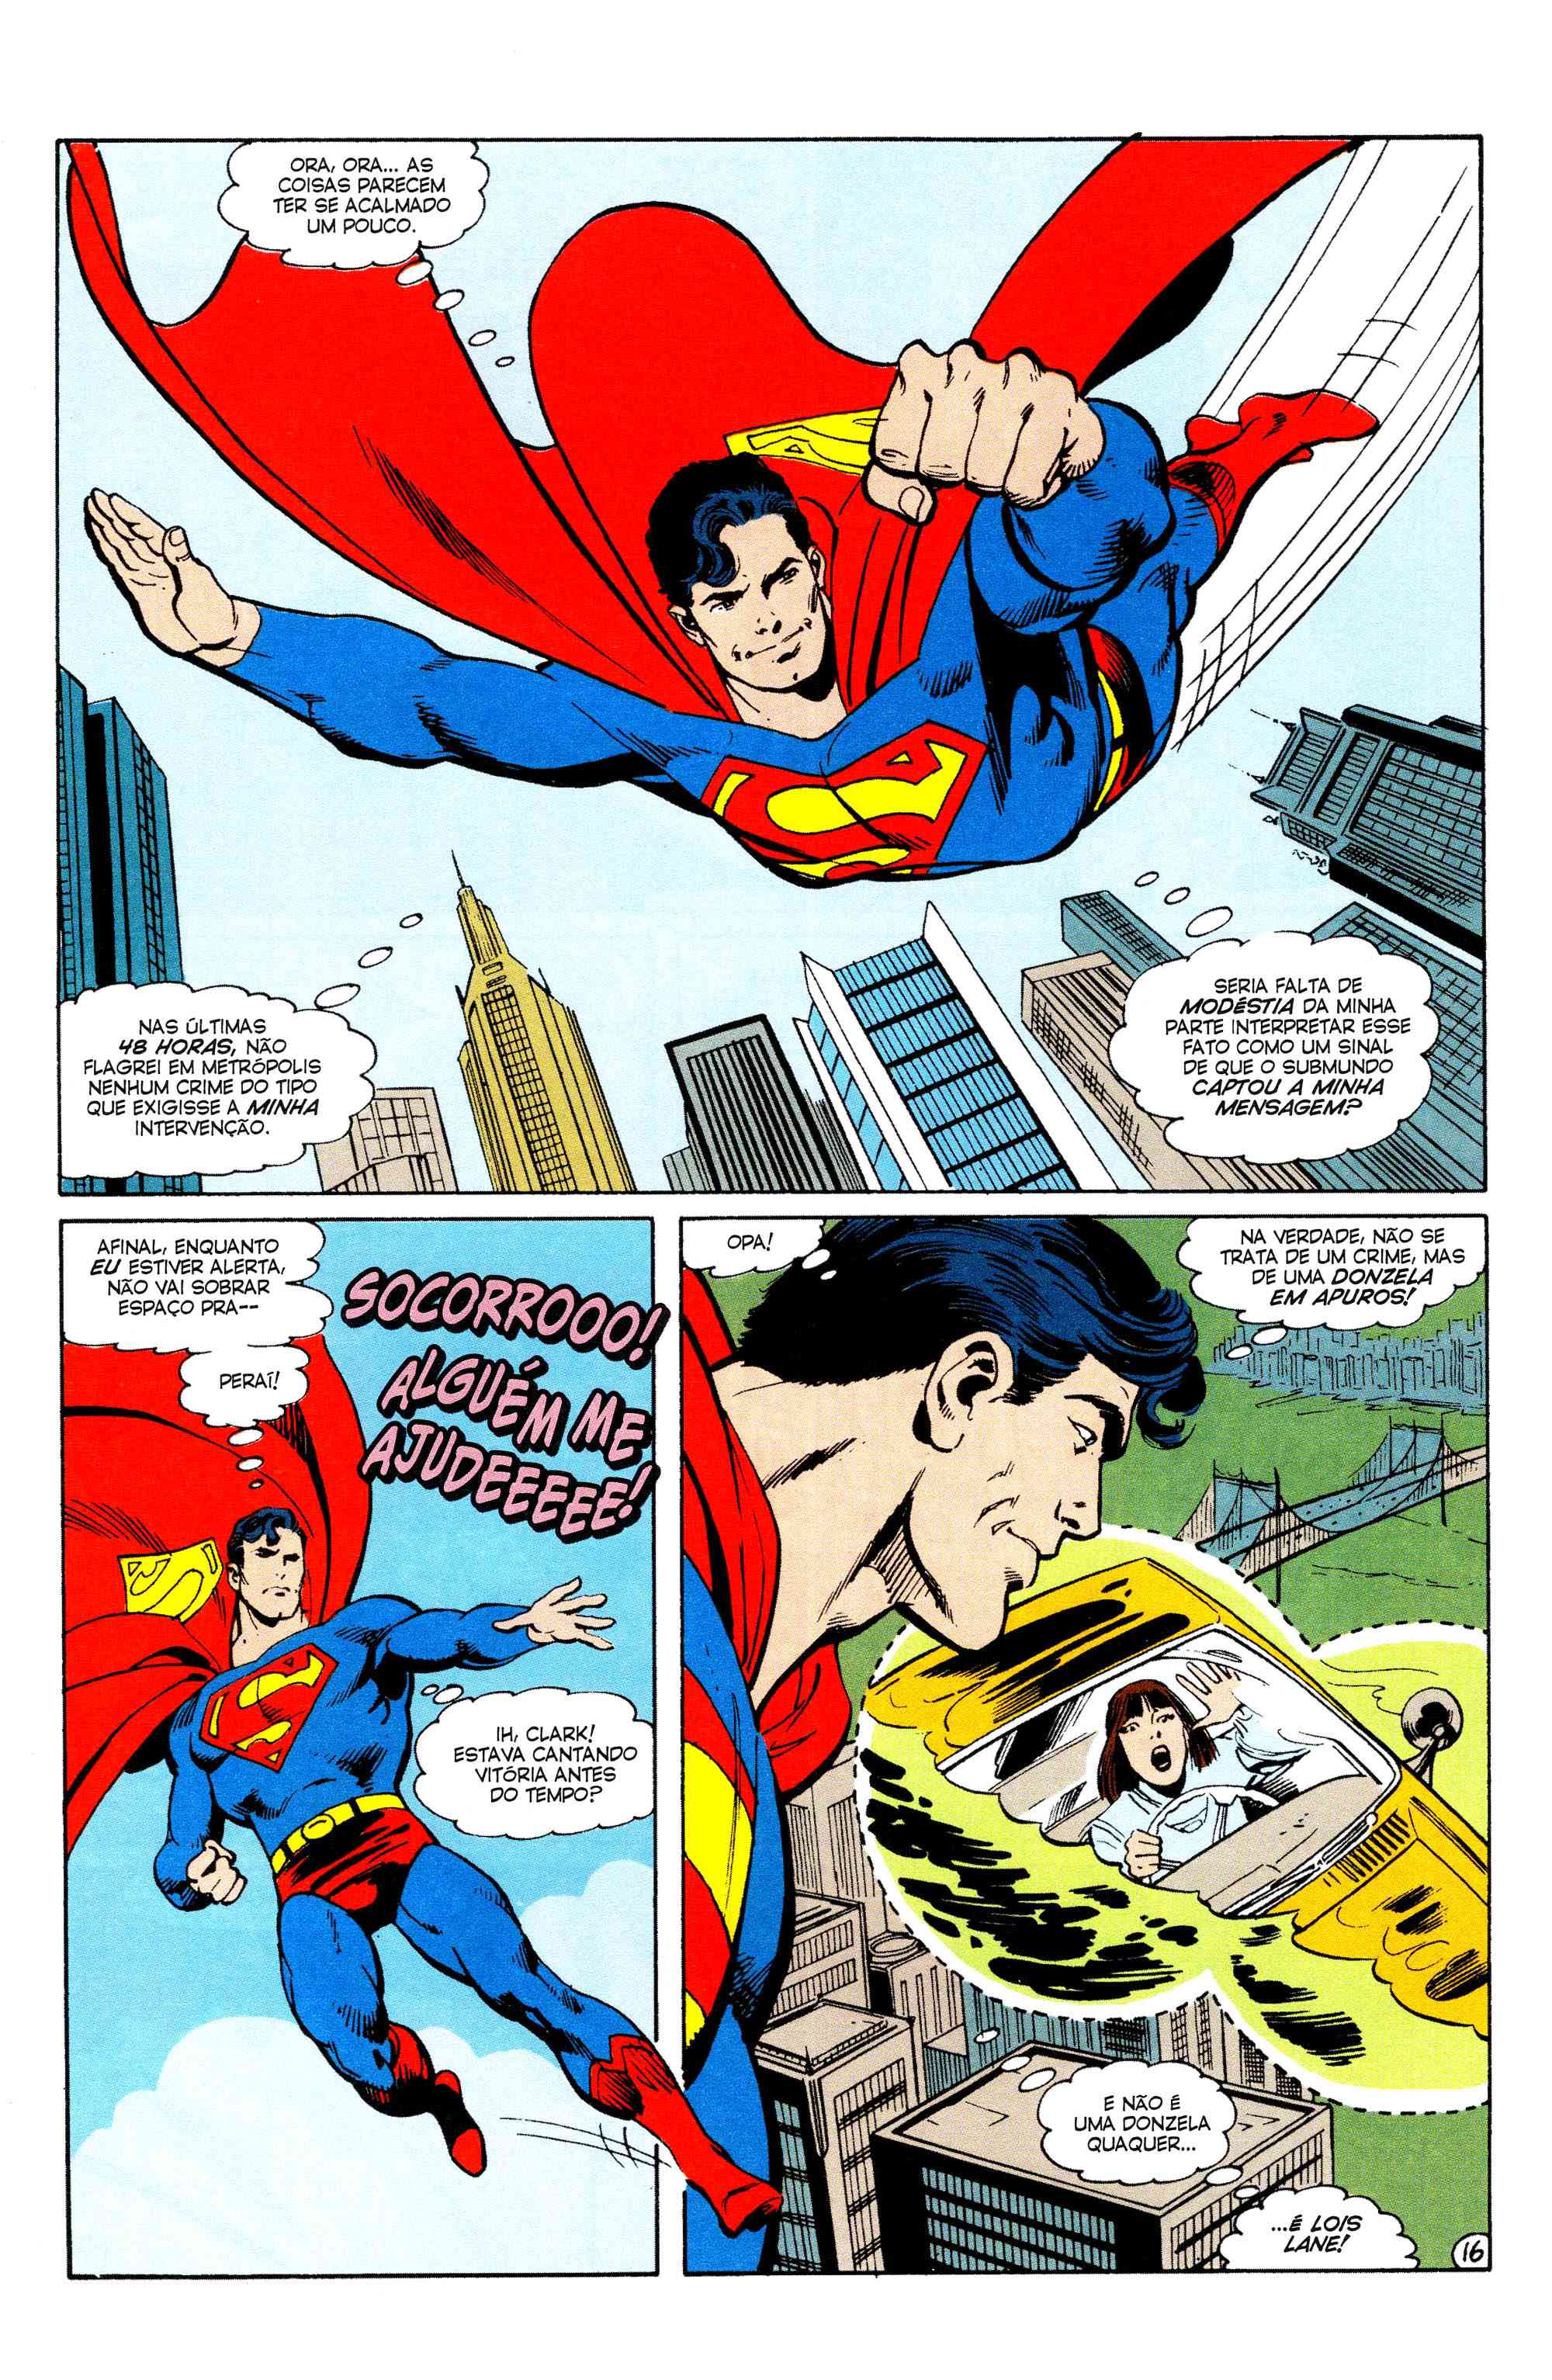 ORA, ORA... AS
COISAS PARECEM
TER SE ACALMADO
UM POUCO.
NAS ÚLTIMAS
48 HORAS, NÃO
FLAGREI EM METRÓPOLIS
NENHUM CRIME DO TIPO
QUE EXIGISSE A MINHA
INTERVENÇÃO.
SERIA FALTA DE
MODÉSTIA DA MINHA
PARTE INTERPRETAR ESSE
FATO COMO UM SINAL
DE QUE O SUBMUNDO
CAPTOU A MINHA
MENSAGEM?
AFINAL, ENQUANTO
EU ESTIVER ALERTA,
NÃO VAI SOBRAR
ESPAÇO PRA--
PERAÍ!
SOCORROOO!
ALGUÉM ME
AJUDEEEEE!
IH, CLARK!
ESTAVA CANTANDO
VITÓRIA ANTES
DO TEMPO?
OPA!
NA VERDADE, NÃO SE
TRATA DE UM CRIME, MAS
DE UMA DONZELA
EM APUROS!
E NÃO É
UMA DONZELA
QUAQUER...
...É LOIS
LANE!
16